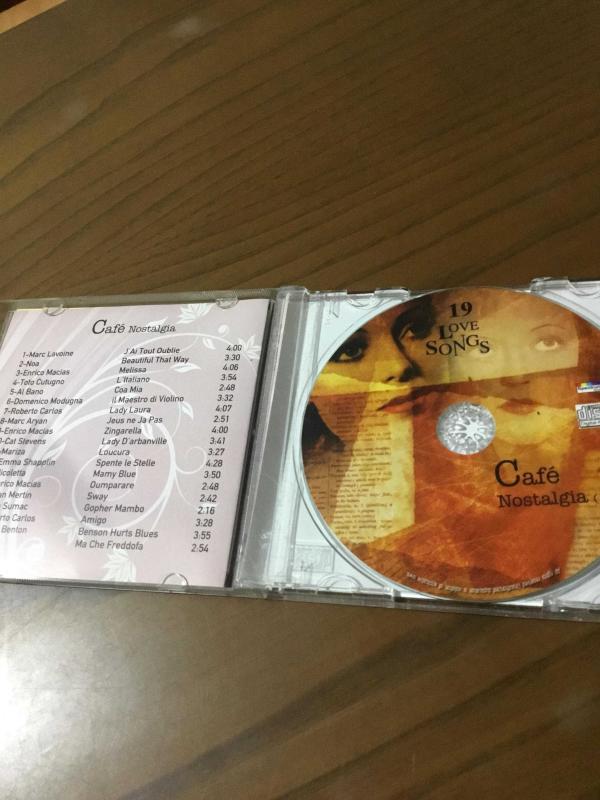 Café Nostalgia
1-Marc Lavoine J'Ai Tout Oublie 4:00
2-Noa Beautiful That Way 3.30
3-Enrico Macias Melissa 4:06
4-Toto Cutugno L'Italiano 3:54
5-Al Bano Coa Mia 2:48
6-Domenico Modugna il Maestro di Violino 3:32
7-Roberto Carlos Lady Laura 4:07
8-Marc Aryan Jeus ne Ja Pas 2:51
-Enrico Macias Zingarella 4:00
-Cat Stevens Lady D'arbanville 3:41
-Mariza Loucura 3:27
Emma Shapolin Spente le Stelle 4:28
icoletta Mamy Blue 3:50
rico Macias Oumparare 2:48
n Mertin Sway 2:42
Sumac Gopher Mambo 2:16
rto Carlos Amigo 3:28
Benton Benson Hurts Blues 3:55
Ma Che Freddofa 2:54
19
LOVE
SONGS
Café
Nostalgia